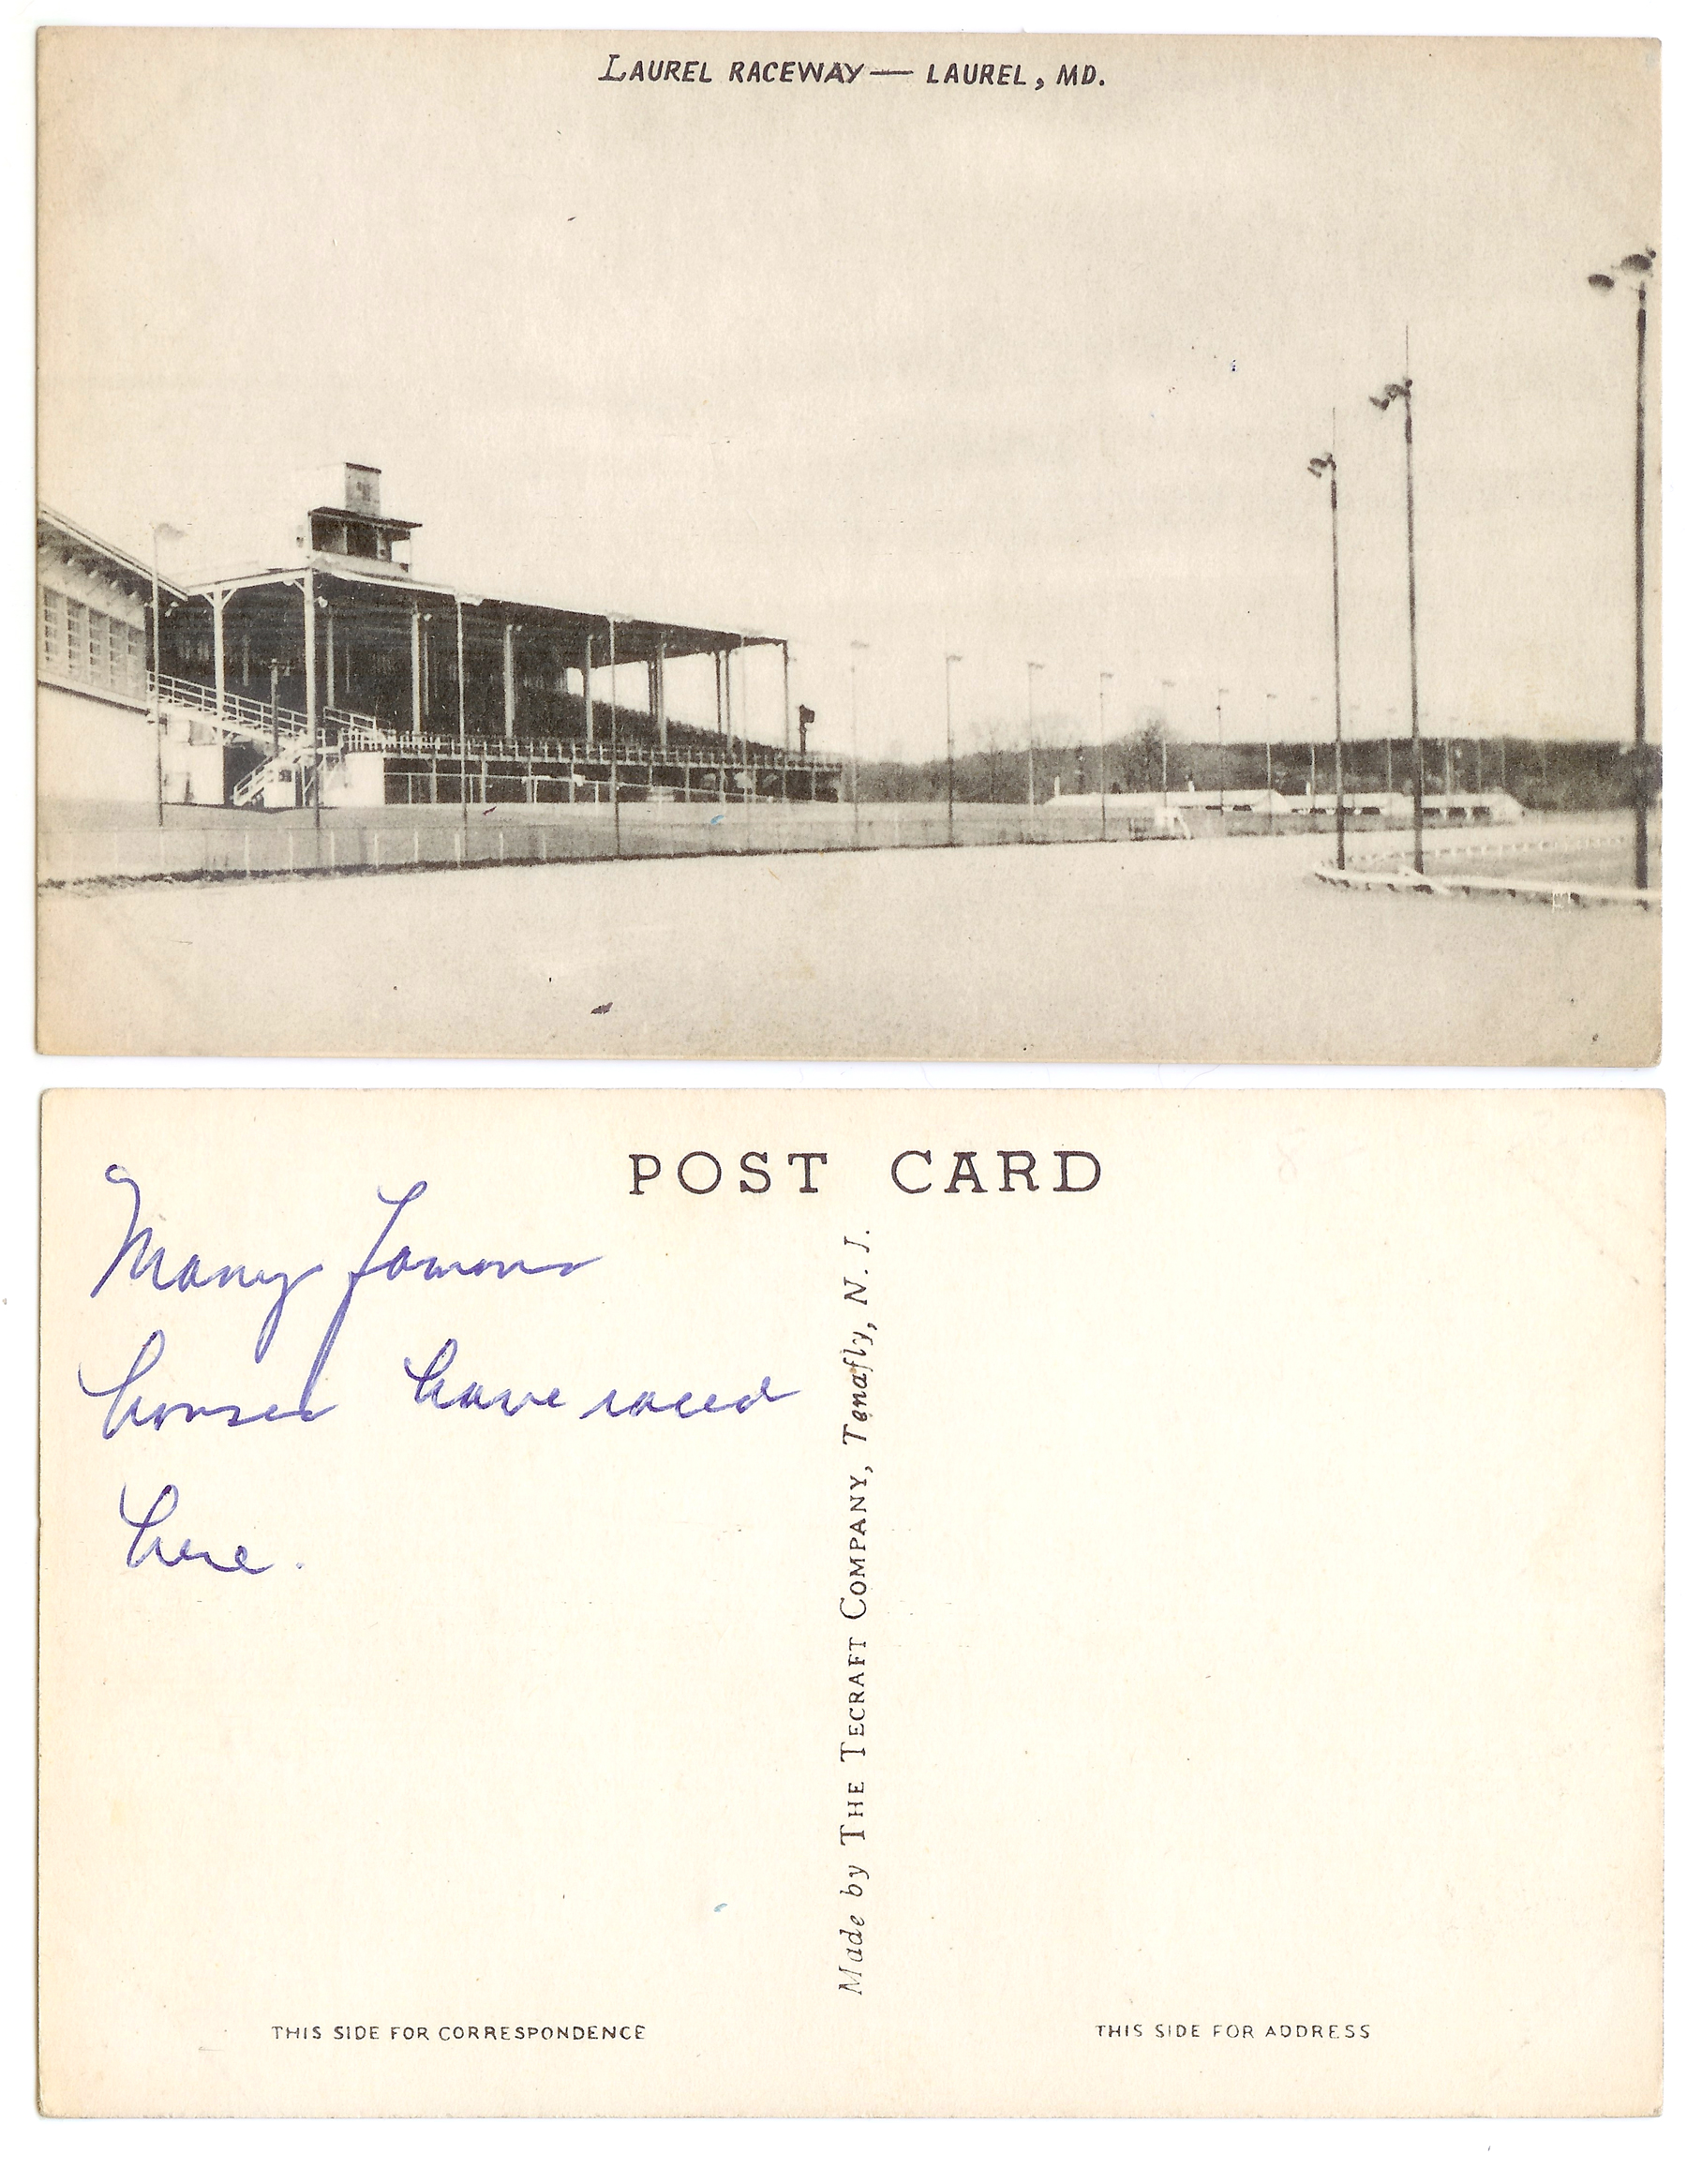 LAUREL RACEWAY — LAUREL, MD.
POST CARD
Many famous
horses have raced
here.
Made by THE TECRAFT COMPANY, Tenafly, N. J.
THIS SIDE FOR CORRESPONDENCE
THIS SIDE FOR ADDRESS